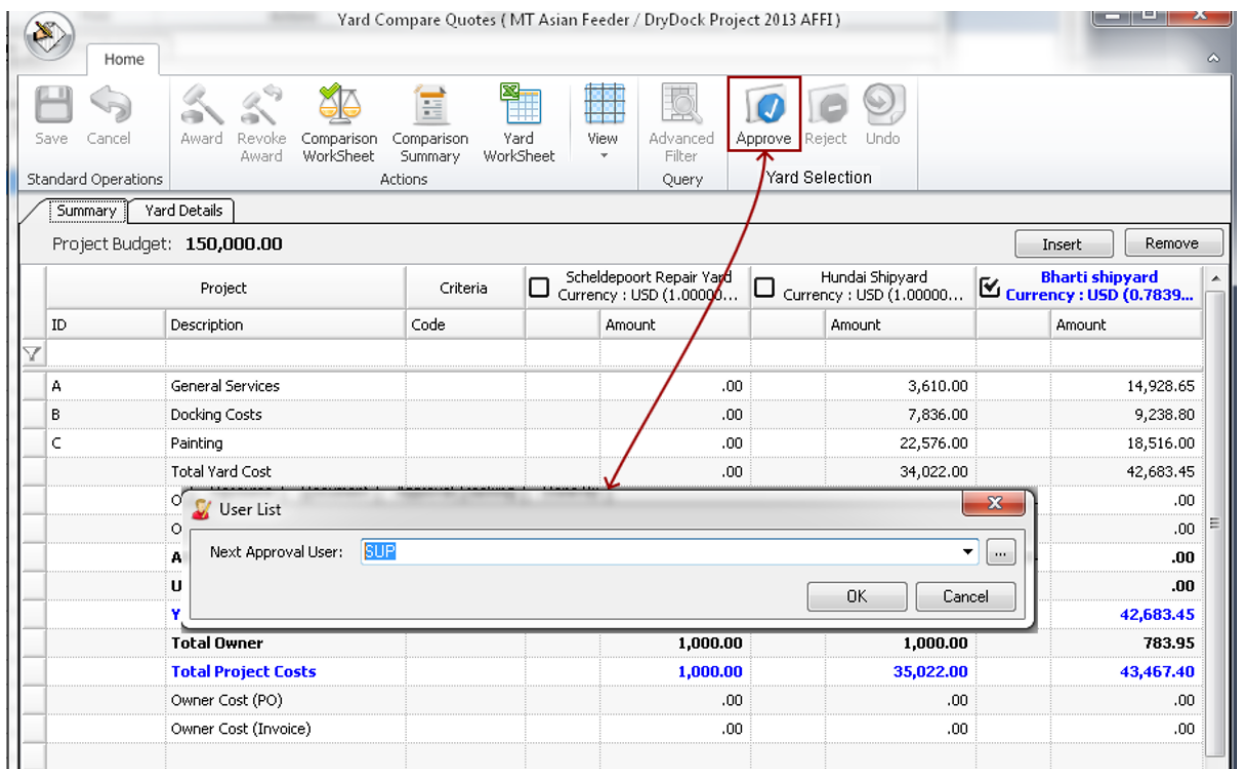 Yard Compare Quotes ( MT Asian Feeder / DryDock Project 2013 AFFI )
Home
Save Cancel Award Revoke Award Comparison WorkSheet Comparison Summary Yard WorkSheet View Advanced Filter Approve Reject Undo
Standard Operations Actions Query Yard Selection
Summary Yard Details
Project Budget: 150,000.00 Insert Remove
Project Criteria Scheldepoort Repair Yard Hundai Shipyard Bharti shipyard
Currency : USD (1.00000... Currency : USD (1.00000... Currency : USD (0.7839...
ID Description Code Amount Amount Amount
A General Services .00 3,610.00 14,928.65
B Docking Costs .00 7,836.00 9,238.80
C Painting .00 22,576.00 18,516.00
Total Yard Cost .00 34,022.00 42,683.45
O .00
User List
O .00
Next Approval User: SUP ...
A .00
U .00
OK Cancel
Y 42,683.45
Total Owner 1,000.00 1,000.00 783.95
Total Project Costs 1,000.00 35,022.00 43,467.40
Owner Cost (PO) .00 .00 .00
Owner Cost (Invoice) .00 .00 .00